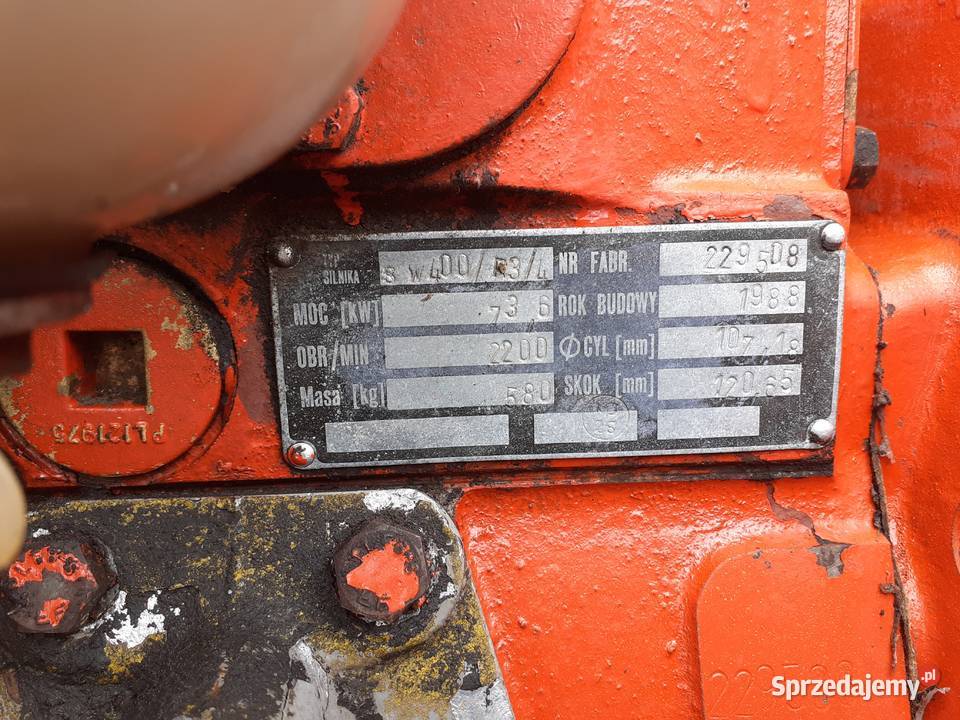 TYP SILNIKA S W400/53/4 NR FABR. 229508
MOC [KW] 73,6 ROK BUDOWY 1988
OBR/MIN 2200 ØCYL [mm] 107.18
Masa [kg] 580 SKOK [mm] 120.65
PL121975
Sprzedajemy.pl